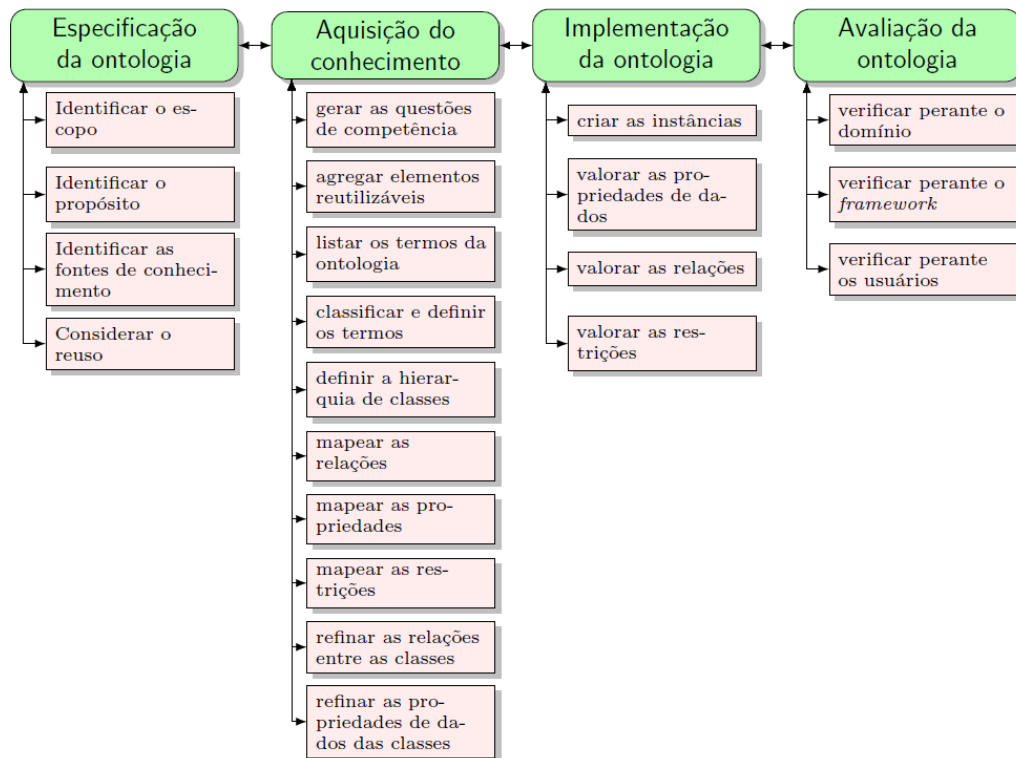 Especificação
da ontologia
Identificar o es-
copo
Identificar o
propósito
Identificar as
fontes de conheci-
mento
Considerar o
reuso
Aquisição do
conhecimento
gerar as questões
de competência
agregar elementos
reutilizáveis
listar os termos da
ontologia
classificar e definir
os termos
definir a hierar-
quia de classes
mapear as
relações
mapear as pro-
priedades
mapear as res-
trições
refinar as relações
entre as classes
refinar as pro-
priedades de da-
dos das classes
Implementação
da ontologia
criar as instâncias
valorar as pro-
priedades de da-
dos
valorar as relações
valorar as res-
trições
Avaliação da
ontologia
verificar perante o
domínio
verificar perante o
framework
verificar perante
os usuários